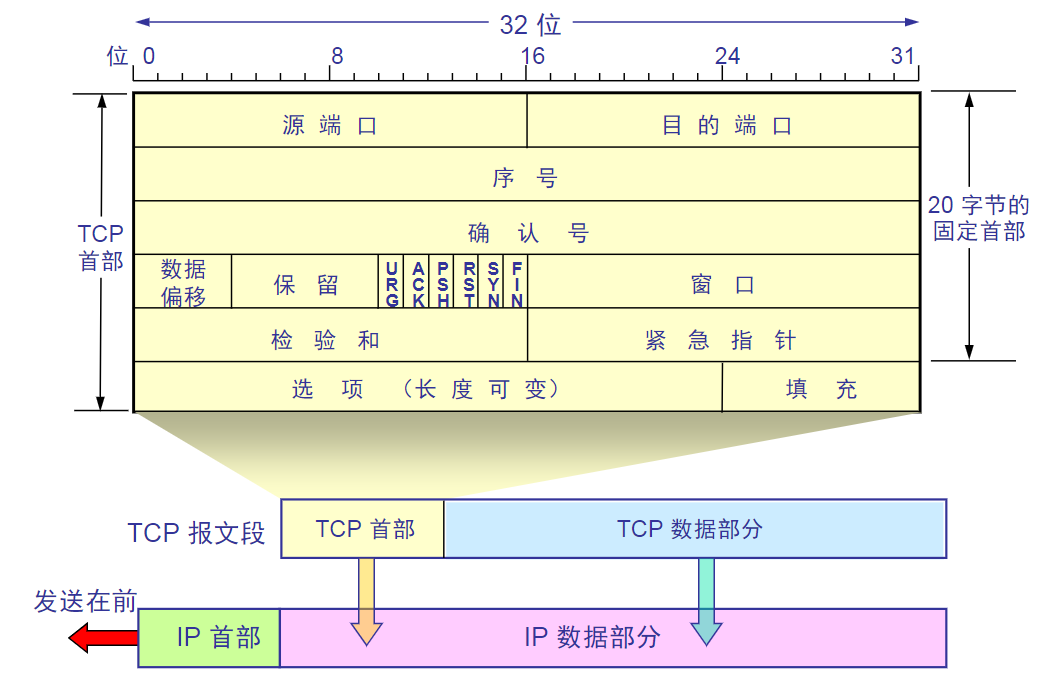 32 位
位 0 8 16 24 31
源 端 口 目 的 端 口
序 号
确 认 号
TCP
首部
20 字节的
固定首部
数据
偏移
保 留
URG
ACK
PSH
RST
SYN
FIN
窗 口
检 验 和 紧 急 指 针
选 项 （长 度 可 变） 填 充
TCP 报文段 TCP 首部 TCP 数据部分
发送在前
IP 首部 IP 数据部分